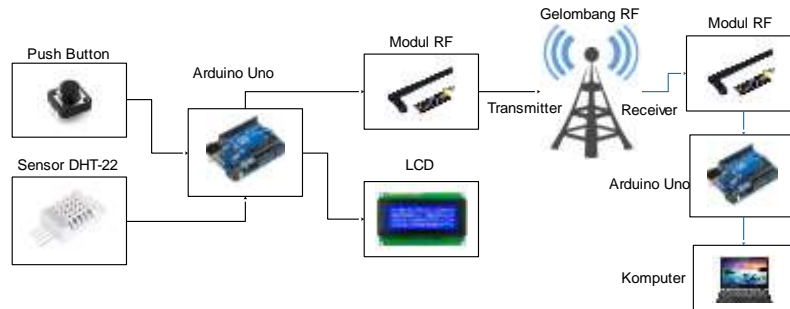 Push Button
Sensor DHT-22
Arduino Uno
Modul RF
LCD
Gelombang RF
Transmitter
Receiver
Modul RF
Arduino Uno
Komputer